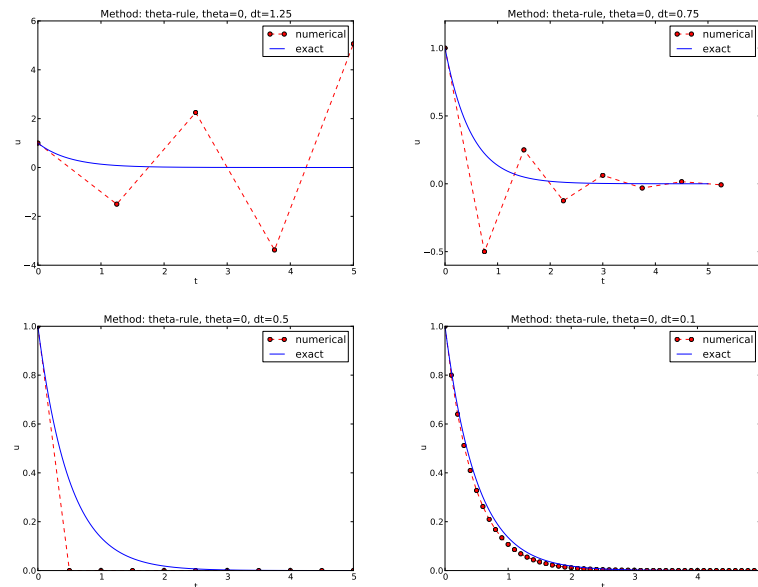 Method: theta-rule, theta=0, dt=1.25
6
4
2
0
−2
−4
u
numerical
exact
0 1 2 3 4 5
t
Method: theta-rule, theta=0, dt=0.75
1.0
0.5
0.0
−0.5
u
numerical
exact
0 1 2 3 4 5
t
Method: theta-rule, theta=0, dt=0.5
1.0
0.8
0.6
0.4
0.2
0.0
u
numerical
exact
0 1 2 3 4 5
t
Method: theta-rule, theta=0, dt=0.1
1.0
0.8
0.6
0.4
0.2
0.0
u
numerical
exact
0 1 2 3 4
t